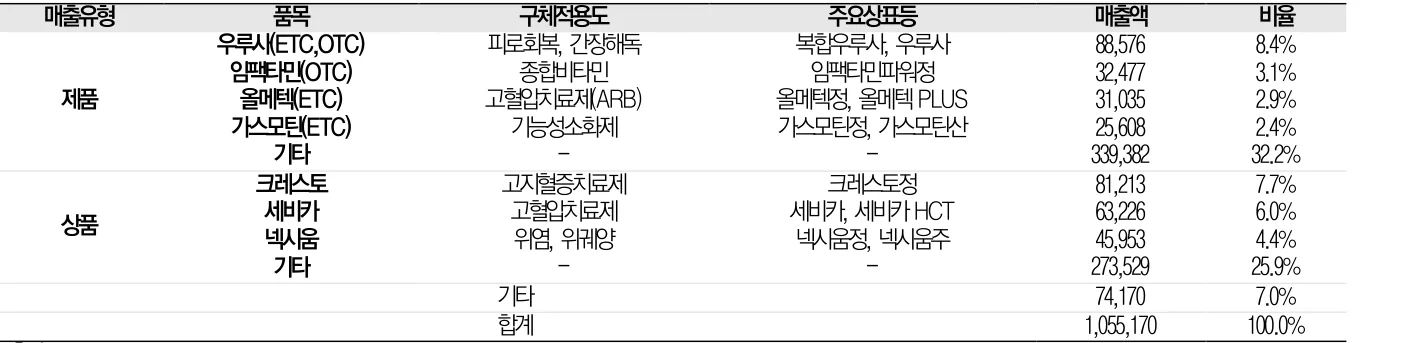 매출유형 품목 구체적용도 주요상표등 매출액 비율
우루사(ETC,OTC) 피로회복, 간장해독 복합우루사, 우루사 88,576 8.4%
임팩타민(OTC) 종합비타민 임팩타민파워정 32,477 3.1%
제품 올메텍(ETC) 고혈압치료제(ARB) 올메텍정, 올메텍 PLUS 31,035 2.9%
가스모틴(ETC) 기능성소화제 가스모틴정, 가스모틴산 25,608 2.4%
기타 - - 339,382 32.2%
크레스토 고지혈증치료제 크레스토정 81,213 7.7%
상품 세비카 고혈압치료제 세비카, 세비카 HCT 63,226 6.0%
넥시움 위염, 위궤양 넥시움정, 넥시움주 45,953 4.4%
기타 - - 273,529 25.9%
기타 74,170 7.0%
합계 1,055,170 100.0%